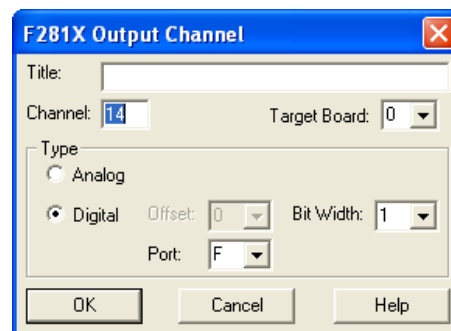 F281X Output Channel
Title:
Channel: 14 Target Board: 0
Type
Analog
Digital Offset: 0 Bit Width: 1
Port: F
OK Cancel Help